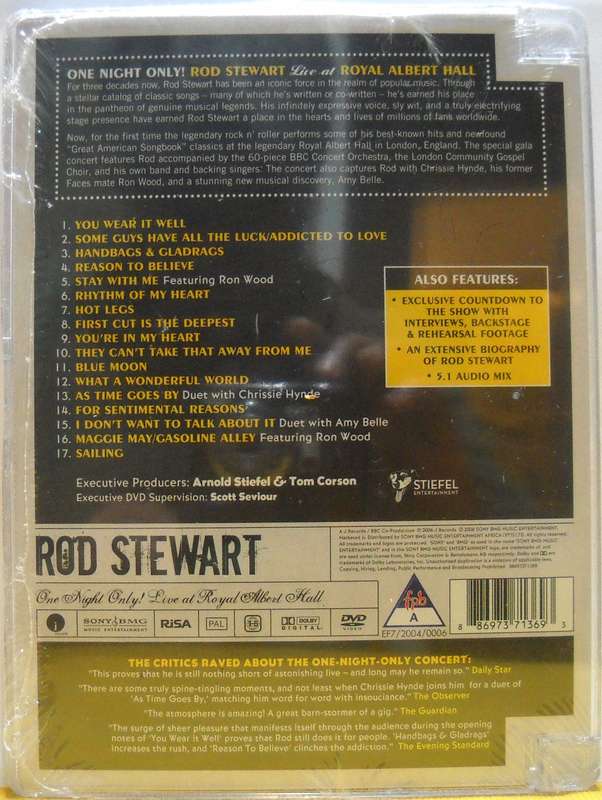 ONE NIGHT ONLY! ROD STEWART Live at ROYAL ALBERT HALL
For three decades now, Rod Stewart has been an iconic force in the realm of popular music. Through
a stellar catalog of classic songs – many of which he's written or co-written – he's earned his place
in the pantheon of genuine musical legends. His infinitely expressive voice, sly wit, and a truly electrifying
stage presence have earned Rod Stewart a place in the hearts and lives of millions of fans worldwide.
Now, for the first time the legendary rock n' roller performs some of his best-known hits and newfound
"Great American Songbook" classics at the legendary Royal Albert Hall in London, England. The special gala
concert features Rod accompanied by the 60-piece BBC Concert Orchestra, the London Community Gospel
Choir, and his own band and backing singers. The concert also captures Rod with Chrissie Hynde, his former
Faces mate Ron Wood, and a stunning new musical discovery, Amy Belle.
1. YOU WEAR IT WELL
2. SOME GUYS HAVE ALL THE LUCK/ADDICTED TO LOVE
3. HANDBAGS & GLADRAGS
4. REASON TO BELIEVE
5. STAY WITH ME Featuring Ron Wood
6. RHYTHM OF MY HEART
7. HOT LEGS
8. FIRST CUT IS THE DEEPEST
9. YOU'RE IN MY HEART
10. THEY CAN'T TAKE THAT AWAY FROM ME
11. BLUE MOON
12. WHAT A WONDERFUL WORLD
13. AS TIME GOES BY Duet with Chrissie Hynde
14. FOR SENTIMENTAL REASONS
15. I DON'T WANT TO TALK ABOUT IT Duet with Amy Belle
16. MAGGIE MAY/GASOLINE ALLEY Featuring Ron Wood
17. SAILING
ALSO FEATURES:
• EXCLUSIVE COUNTDOWN TO
THE SHOW WITH
INTERVIEWS, BACKSTAGE
& REHEARSAL FOOTAGE
• AN EXTENSIVE BIOGRAPHY
OF ROD STEWART
• 5.1 AUDIO MIX
Executive Producers: Arnold Stiefel & Tom Corson
Executive DVD Supervision: Scott Seviour
STIEFEL
ENTERTAINMENT
ROD STEWART
One Night Only! Live at Royal Albert Hall
SONY BMG
MUSIC ENTERTAINMENT
RiSA
PAL
DOLBY
DIGITAL
DVD
VIDEO
fpb
A
EF7/2004/0006
8 86973 71369 3
THE CRITICS RAVED ABOUT THE ONE-NIGHT-ONLY CONCERT:
"This proves that he is still nothing short of astonishing live – and long may he remain so." Daily Star
"There are some truly spine-tingling moments, and not least when Chrissie Hynde joins him for a duet of
'As Time Goes By,' matching him word for word with insouciance." The Observer
"The atmosphere is amazing! A great barn-stormer of a gig." The Guardian
"The surge of sheer pleasure that manifests itself through the audience during the opening
notes of 'You Wear it Well' proves that Rod still does it for people. 'Handbags & Gladrags'
increases the rush, and 'Reason To Believe' clinches the addiction." The Evening Standard